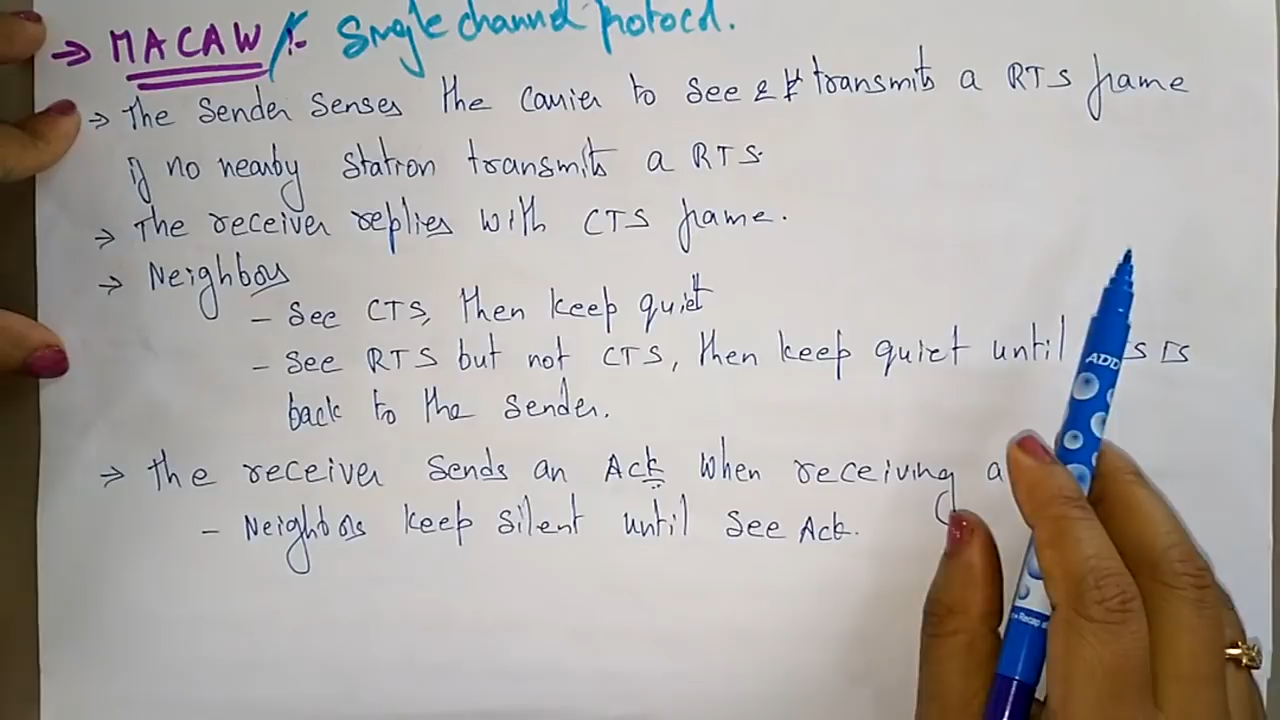 → MACAW :- Single channel protocol.
→ The Sender Senses the carrier to see & transmits a RTS frame
if no nearby station transmits a RTS.
→ The receiver replies with CTS frame.
→ Neighbors
- See CTS, then keep quiet
- See RTS but not CTS, then keep quiet until is
back to the Sender.
→ The receiver Sends an Ack when receiving a
- Neighbors keep silent until see Ack.
ADD